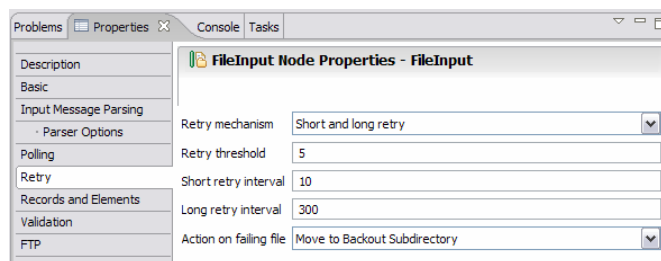 Problems Properties Console Tasks
FileInput Node Properties - FileInput
Description
Basic
Input Message Parsing
· Parser Options
Polling
Retry
Records and Elements
Validation
FTP
Retry mechanism Short and long retry
Retry threshold 5
Short retry interval 10
Long retry interval 300
Action on failing file Move to Backout Subdirectory